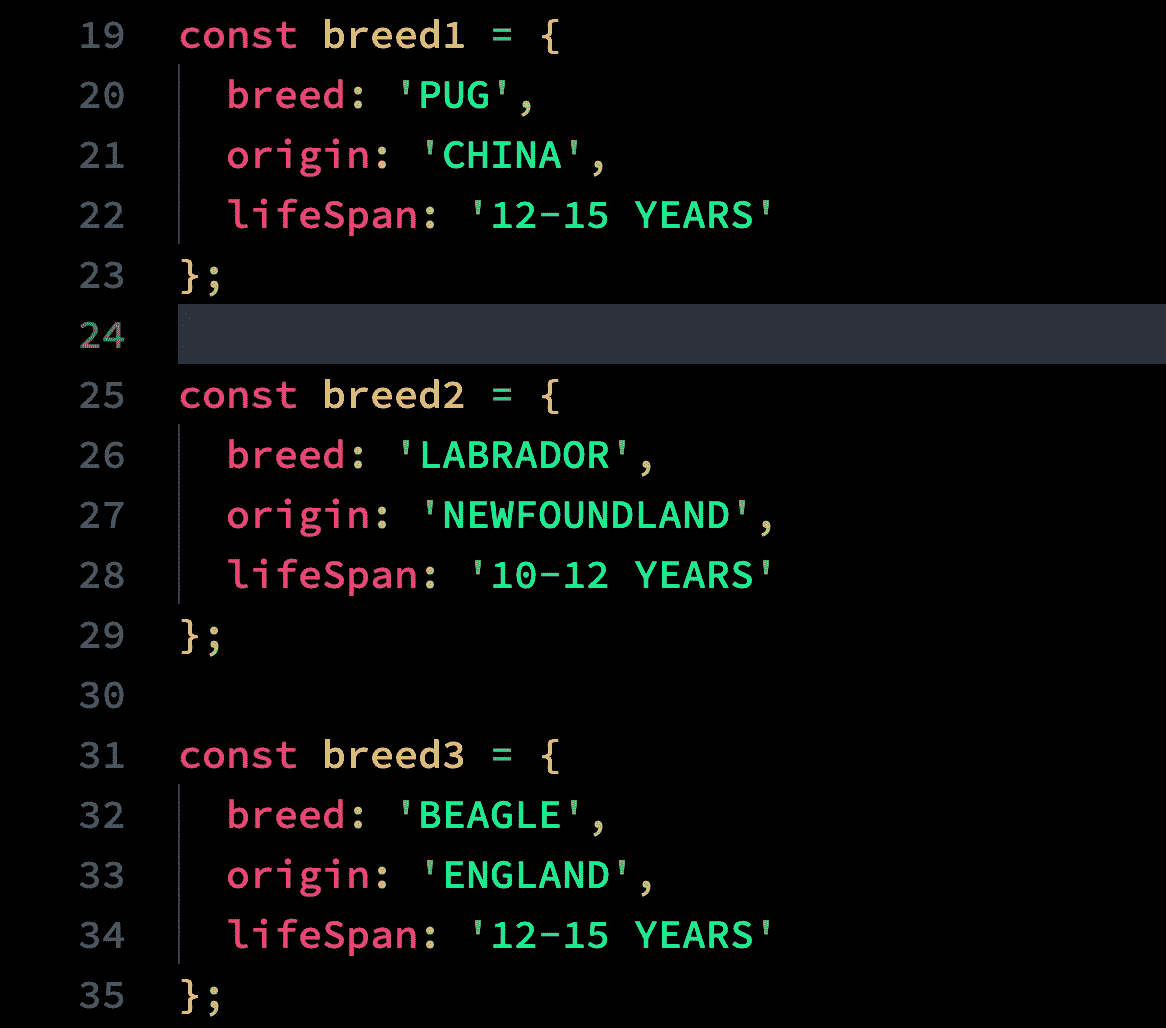 19 const breed1 = {
20   breed: 'PUG',
21   origin: 'CHINA',
22   lifeSpan: '12-15 YEARS'
23 };
24
25 const breed2 = {
26   breed: 'LABRADOR',
27   origin: 'NEWFOUNDLAND',
28   lifeSpan: '10-12 YEARS'
29 };
30
31 const breed3 = {
32   breed: 'BEAGLE',
33   origin: 'ENGLAND',
34   lifeSpan: '12-15 YEARS'
35 };